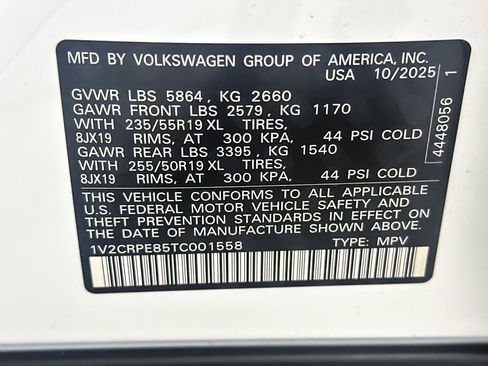 MFD BY VOLKSWAGEN GROUP OF AMERICA, INC.
USA 10/2025
GVWR LBS 5864, KG 2660
GAWR FRONT LBS 2579, KG 1170
WITH 235/55R19 XL TIRES,
8JX19 RIMS, AT 300 KPA, 44 PSI COLD
GAWR REAR LBS 3395, KG 1540
WITH 255/50R19 XL TIRES,
8JX19 RIMS, AT 300 KPA, 44 PSI COLD
THIS VEHICLE CONFORMS TO ALL APPLICABLE
U.S. FEDERAL MOTOR VEHICLE SAFETY AND
THEFT PREVENTION STANDARDS IN EFFECT ON
THE DATE OF MANUFACTURE SHOWN ABOVE.
1V2CRPE85TC001558 TYPE: MPV
4448056 1